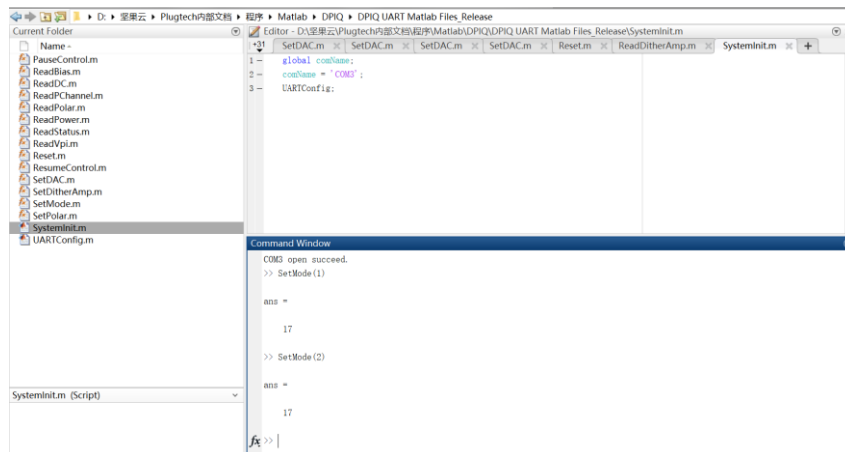 D: ▸ 坚果云 ▸ Plugtech内部文档 ▸ 程序 ▸ Matlab ▸ DPIQ ▸ DPIQ UART Matlab Files_Release
Current Folder
Name
PauseControl.m
ReadBias.m
ReadDC.m
ReadPChannel.m
ReadPolar.m
ReadPower.m
ReadStatus.m
ReadVpi.m
Reset.m
ResumeControl.m
SetDAC.m
SetDitherAmp.m
SetMode.m
SetPolar.m
SystemInit.m
UARTConfig.m
SystemInit.m (Script)
Editor - D:\坚果云\Plugtech内部文档\程序\Matlab\DPIQ\DPIQ UART Matlab Files_Release\SystemInit.m
+31 SetDAC.m SetDAC.m SetDAC.m SetDAC.m Reset.m ReadDitherAmp.m SystemInit.m +
1 – global comName;
2 – comName = 'COM3';
3 – UARTConfig;
Command Window
COM3 open succeed.
>> SetMode(1)
ans =
17
>> SetMode(2)
ans =
17
fx >>